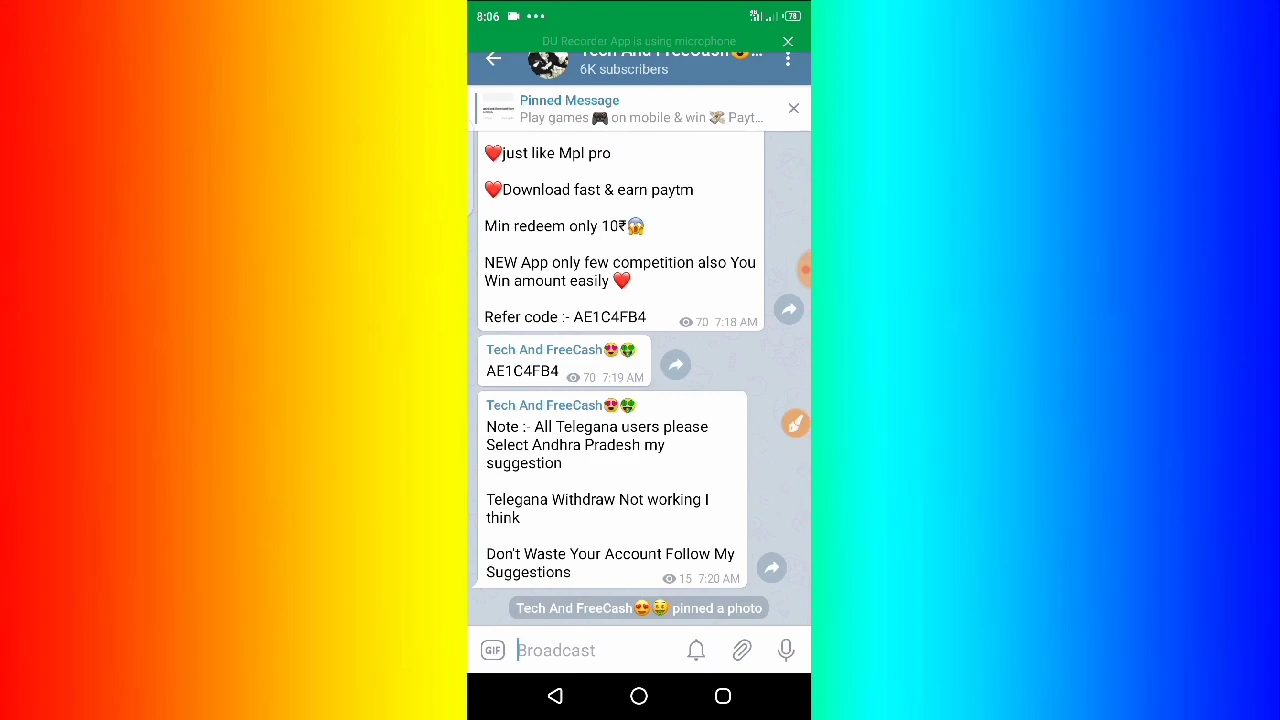 8:06
78
DU Recorder App is using microphone
Tech And FreeCash😍...
6K subscribers
Pinned Message
Play games 🎮 on mobile & win 💸 Payt...
❤️just like Mpl pro
❤️Download fast & earn paytm
Min redeem only 10₹😱
NEW App only few competition also You
Win amount easily ❤️
Refer code :- AE1C4FB4
70 7:18 AM
Tech And FreeCash😍🤑
AE1C4FB4
70 7:19 AM
Tech And FreeCash😍🤑
Note :- All Telegana users please
Select Andhra Pradesh my
suggestion
Telegana Withdraw Not working I
think
Don't Waste Your Account Follow My
Suggestions
15 7:20 AM
Tech And FreeCash😍🤑 pinned a photo
GIF
Broadcast